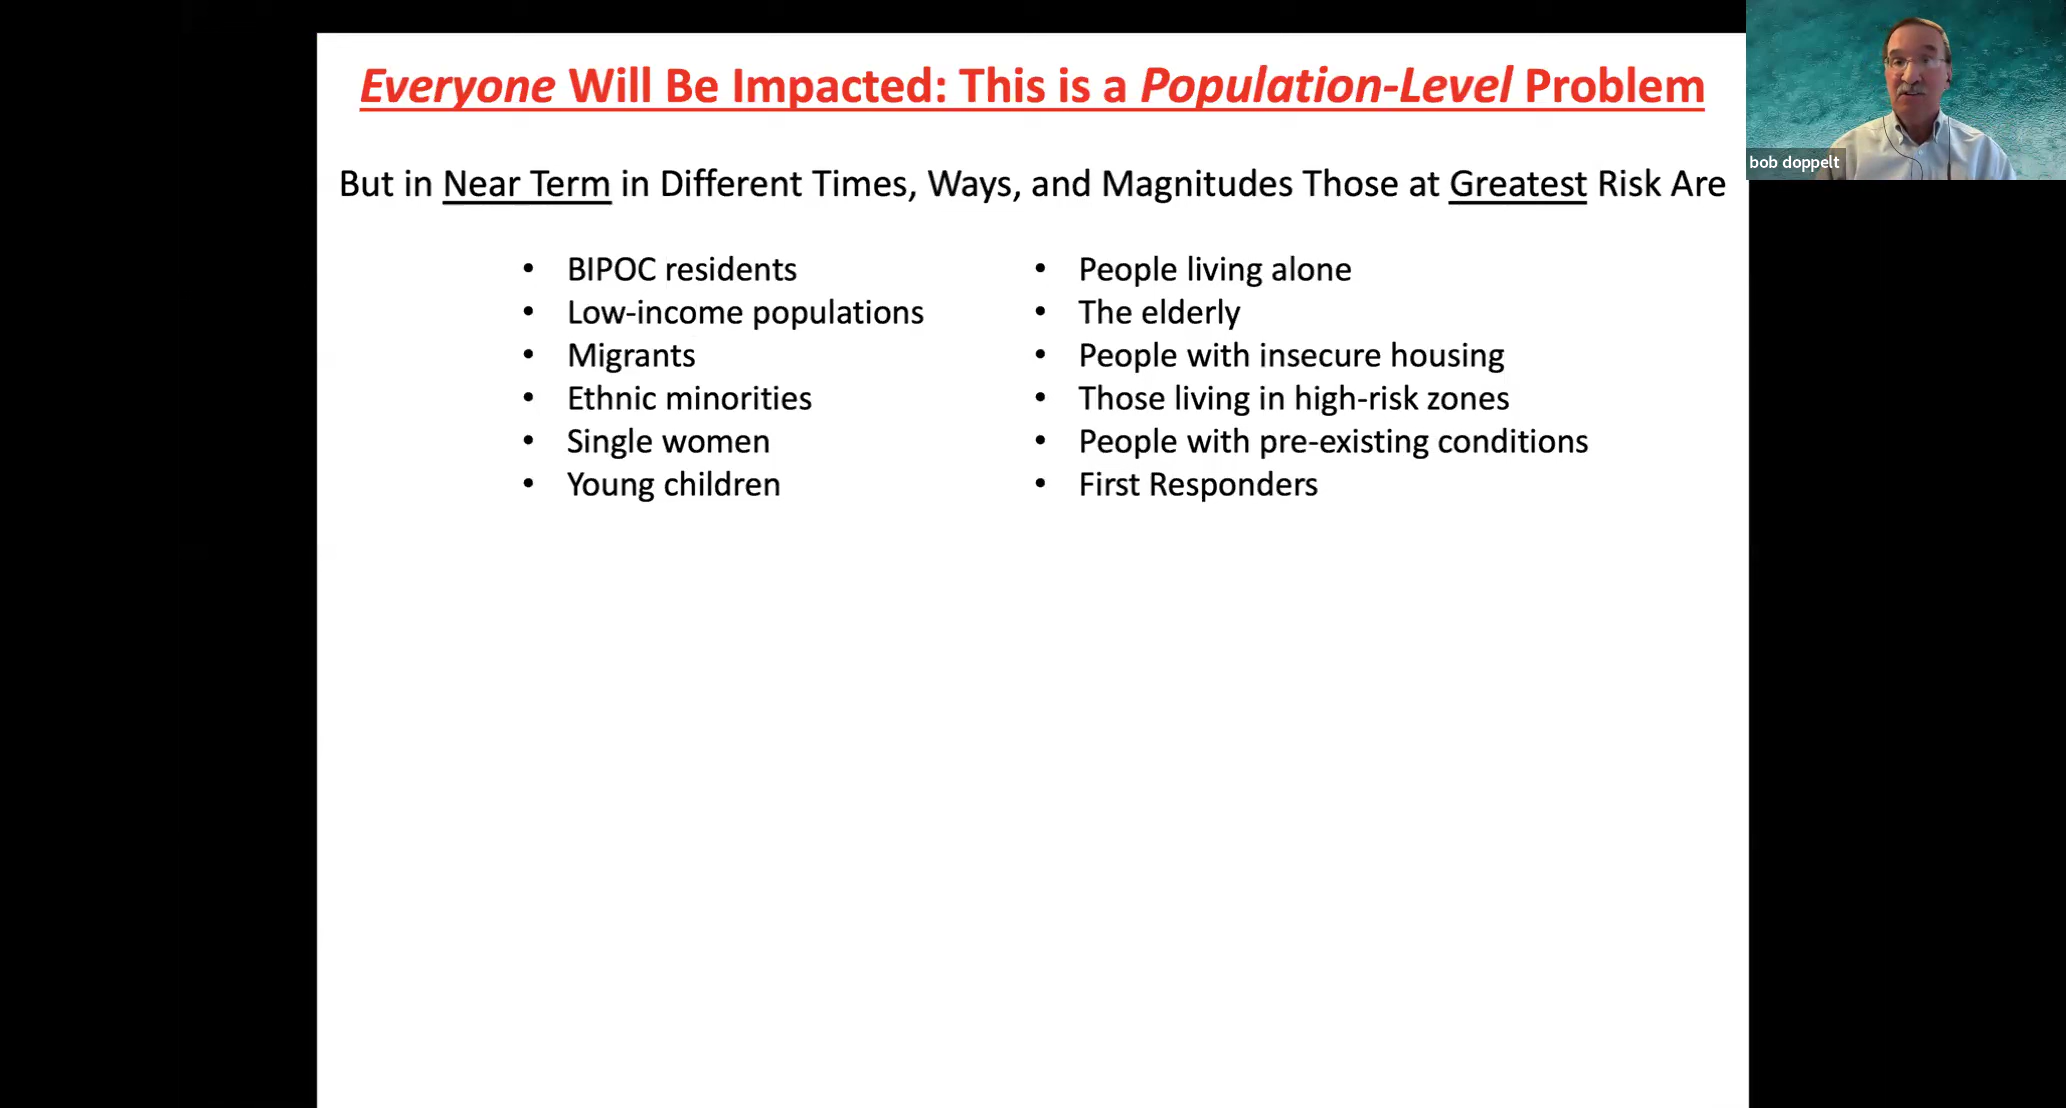 Everyone Will Be Impacted: This is a Population-Level Problem
But in Near Term in Different Times, Ways, and Magnitudes Those at Greatest Risk Are
• BIPOC residents
• Low-income populations
• Migrants
• Ethnic minorities
• Single women
• Young children
• People living alone
• The elderly
• People with insecure housing
• Those living in high-risk zones
• People with pre-existing conditions
• First Responders
bob doppelt